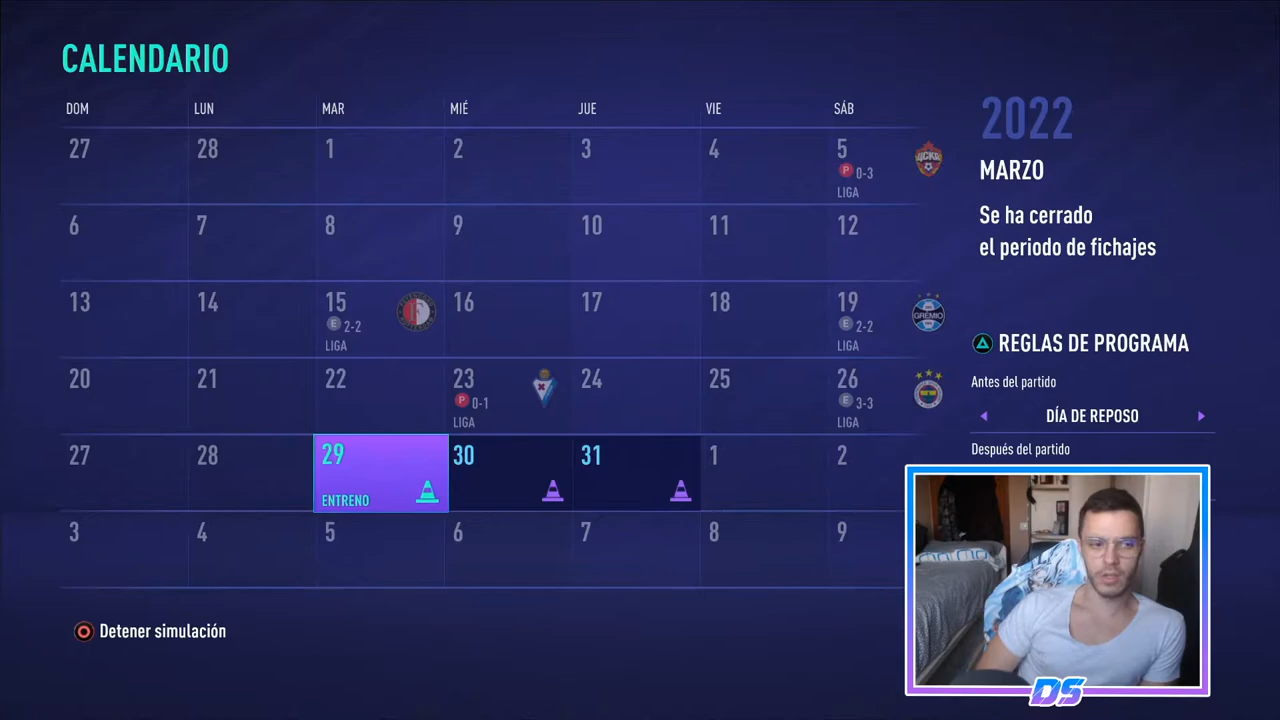 CALENDARIO
DOM LUN MAR MIÉ JUE VIE SÁB
27 28 1 2 3 4 5
P 0-3
LIGA
ЦСКА
6 7 8 9 10 11 12
13 14 15 16 17 18 19
E 2-2 E 2-2
LIGA LIGA
GRÊMIO
20 21 22 23 24 25 26
P 0-1 E 3-3
LIGA LIGA
27 28 29 30 31 1 2
ENTRENO
3 4 5 6 7 8 9
Detener simulación
2022
MARZO
Se ha cerrado
el periodo de fichajes
REGLAS DE PROGRAMA
Antes del partido
DÍA DE REPOSO
Después del partido
DS